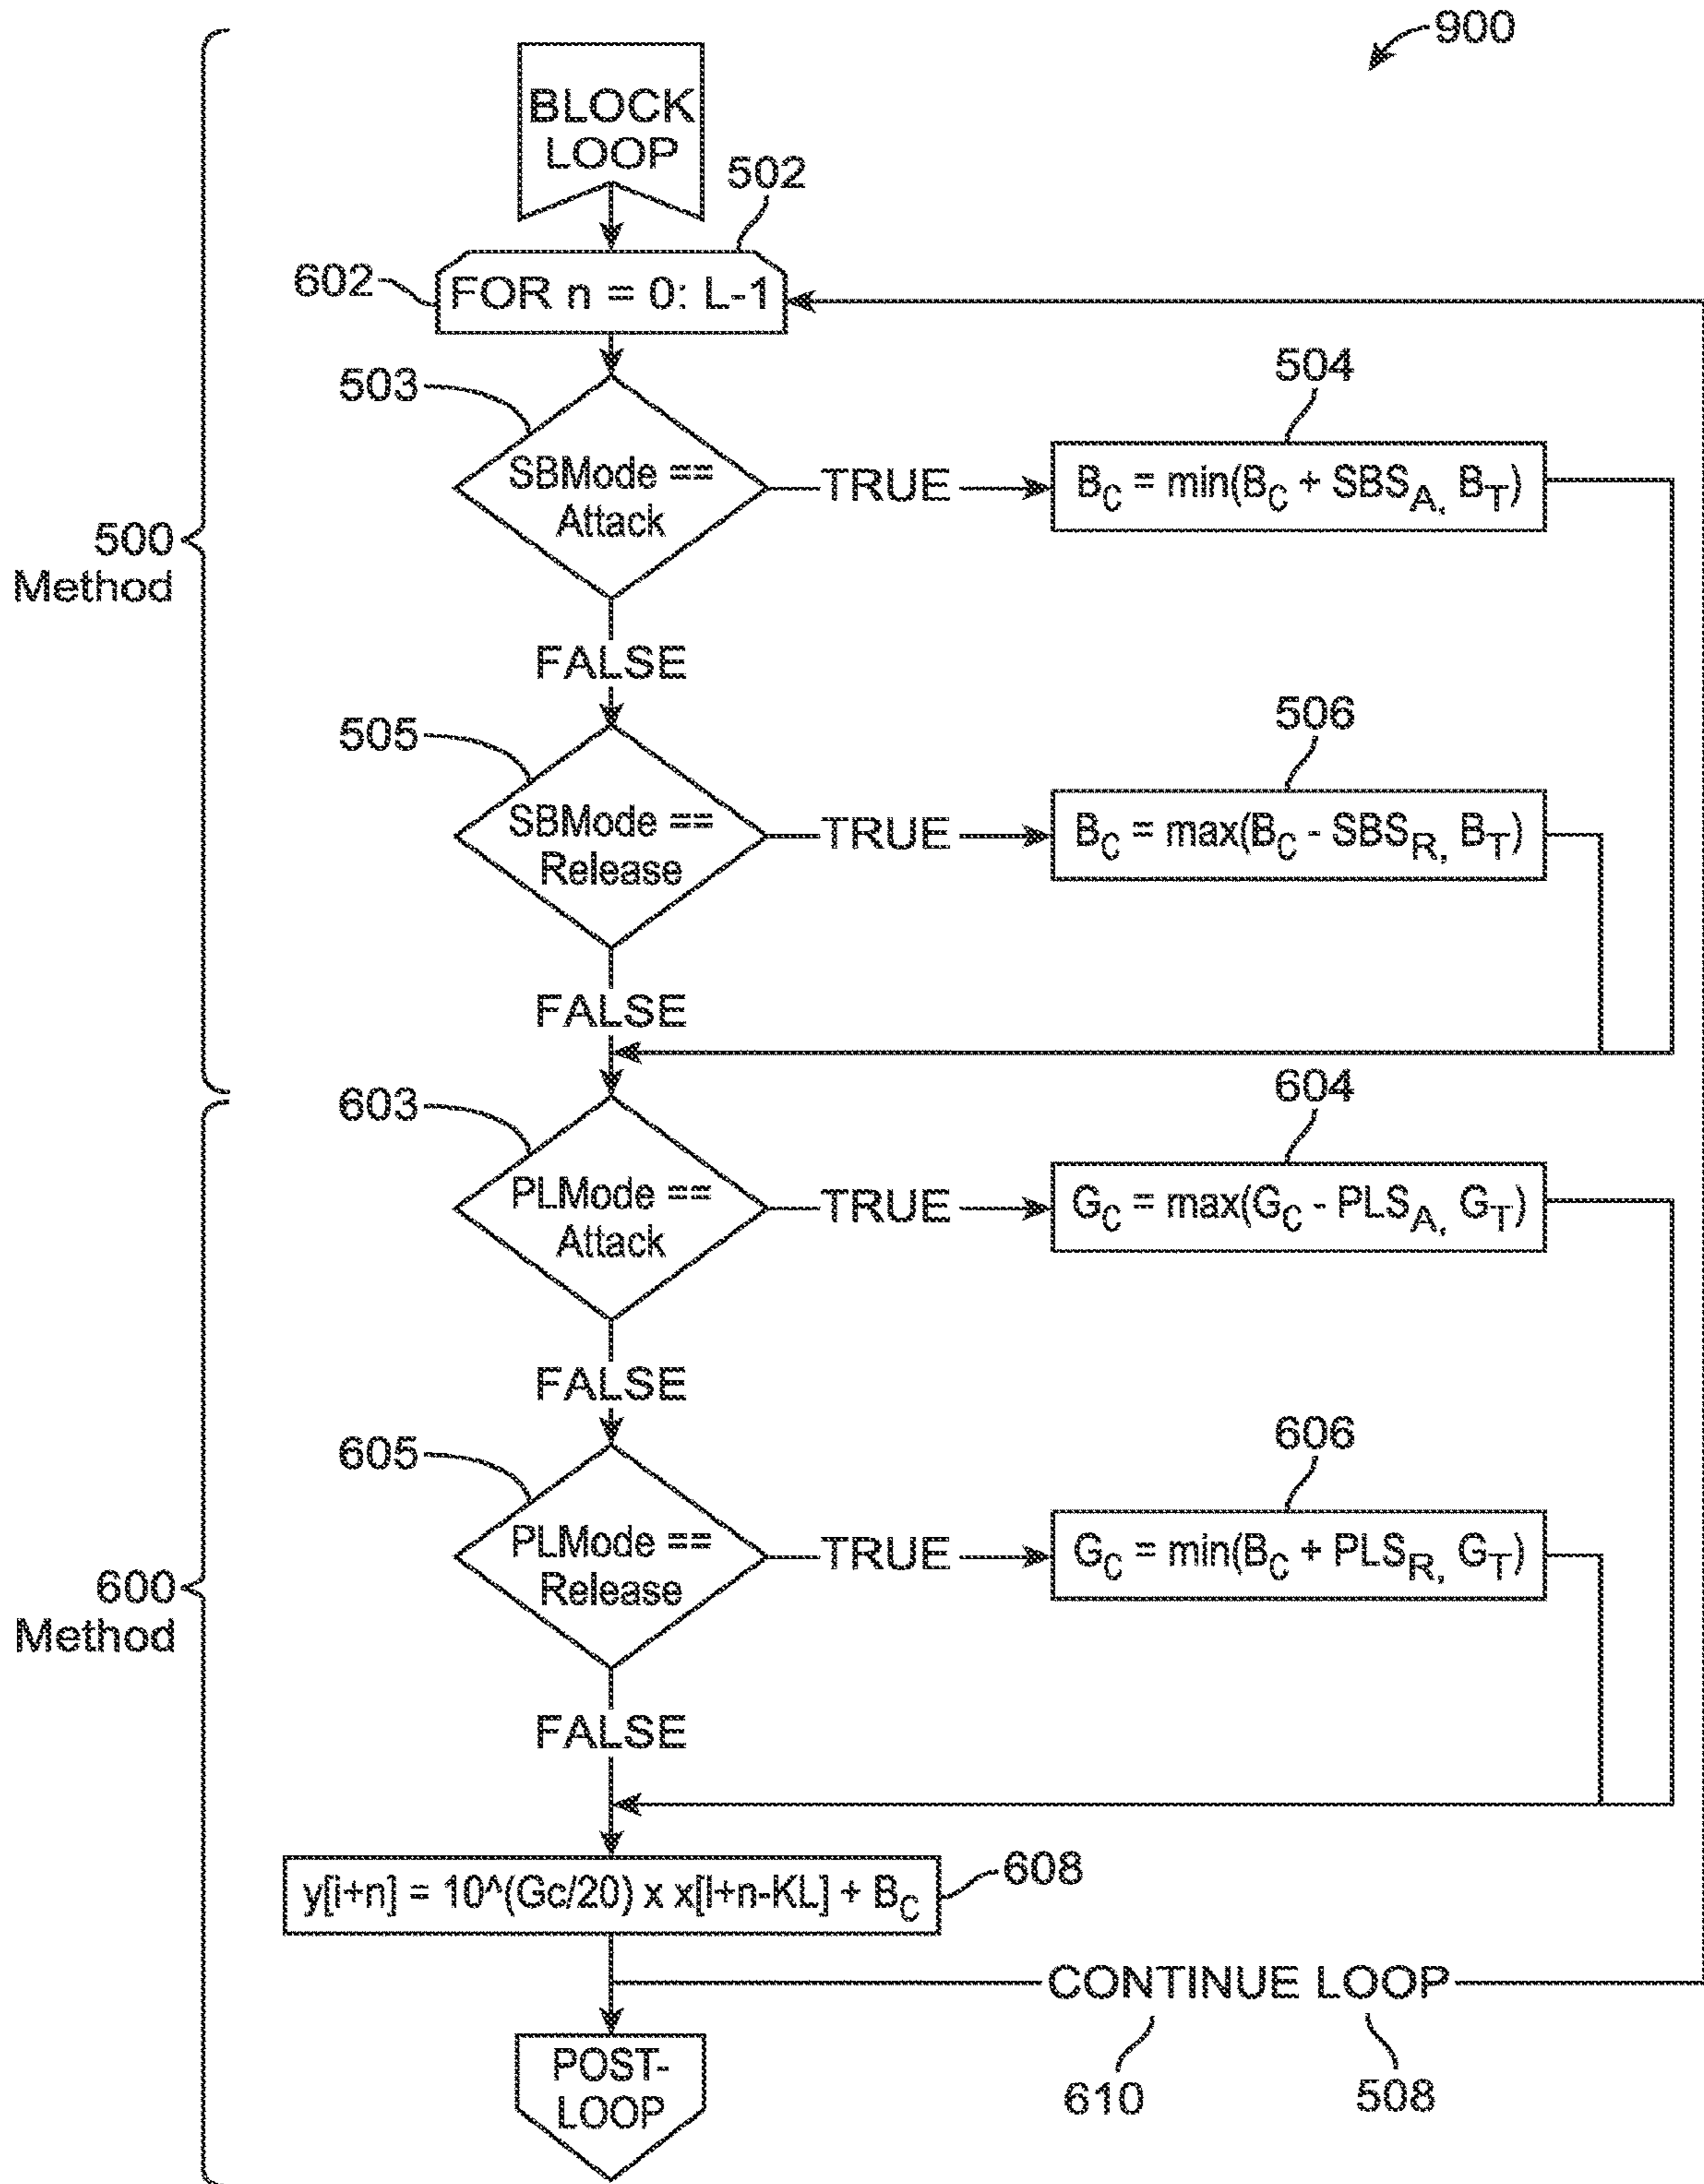 900
BLOCK
LOOP
502
602
FOR n = 0: L-1
503
SBMode ==
Attack
TRUE
504
B_C = min(B_C + SBS_A, B_T)
500
Method
FALSE
505
SBMode ==
Release
TRUE
506
B_C = max(B_C - SBS_R, B_T)
FALSE
603
PLMode ==
Attack
TRUE
604
G_C = max(G_C - PLS_A, G_T)
FALSE
605
PLMode ==
Release
TRUE
606
G_C = min(B_C + PLS_R, G_T)
600
Method
FALSE
y[i+n] = 10^(Gc/20) x x[i+n-KL] + B_C
608
CONTINUE LOOP
610
508
POST-
LOOP